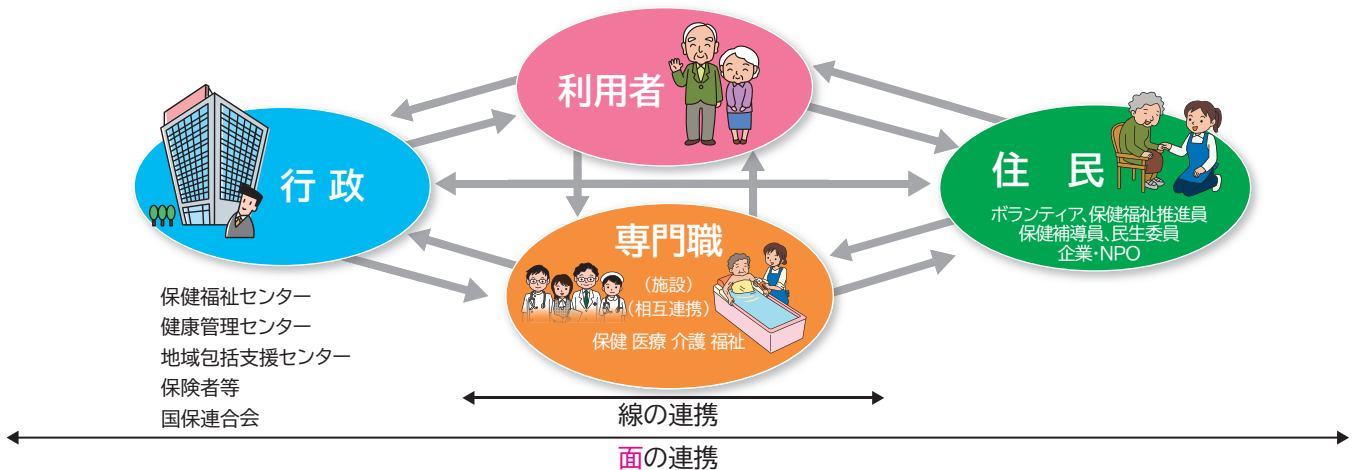 利用者
行政
保健福祉センター
健康管理センター
地域包括支援センター
保険者等
国保連合会
専門職
(施設)
(相互連携)
保健 医療 介護 福祉
住 民
ボランティア、保健福祉推進員
保健補導員、民生委員
企業・NPO
線の連携
面の連携